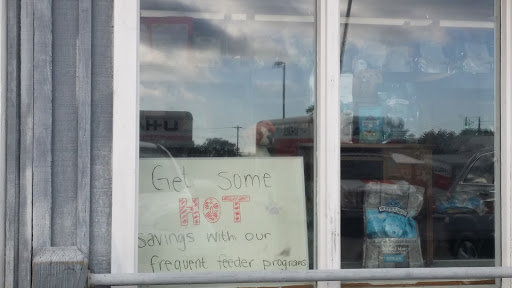 Get some
HOT
savings with our
frequent feeder programs